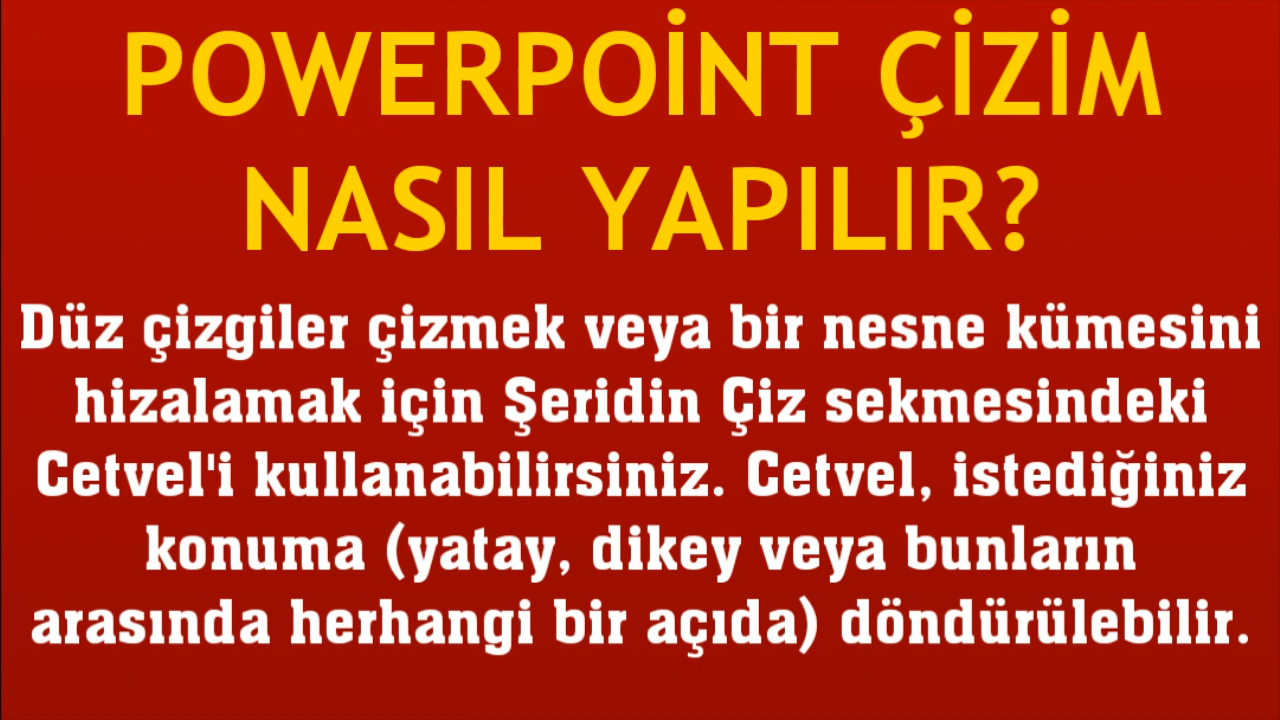 POWERPOİNT ÇİZİM
NASIL YAPILIR?
Düz çizgiler çizmek veya bir nesne kümesini
hizalamak için Şeridin Çiz sekmesindeki
Cetvel'i kullanabilirsiniz. Cetvel, istediğiniz
konuma (yatay, dikey veya bunların
arasında herhangi bir açıda) döndürülebilir.